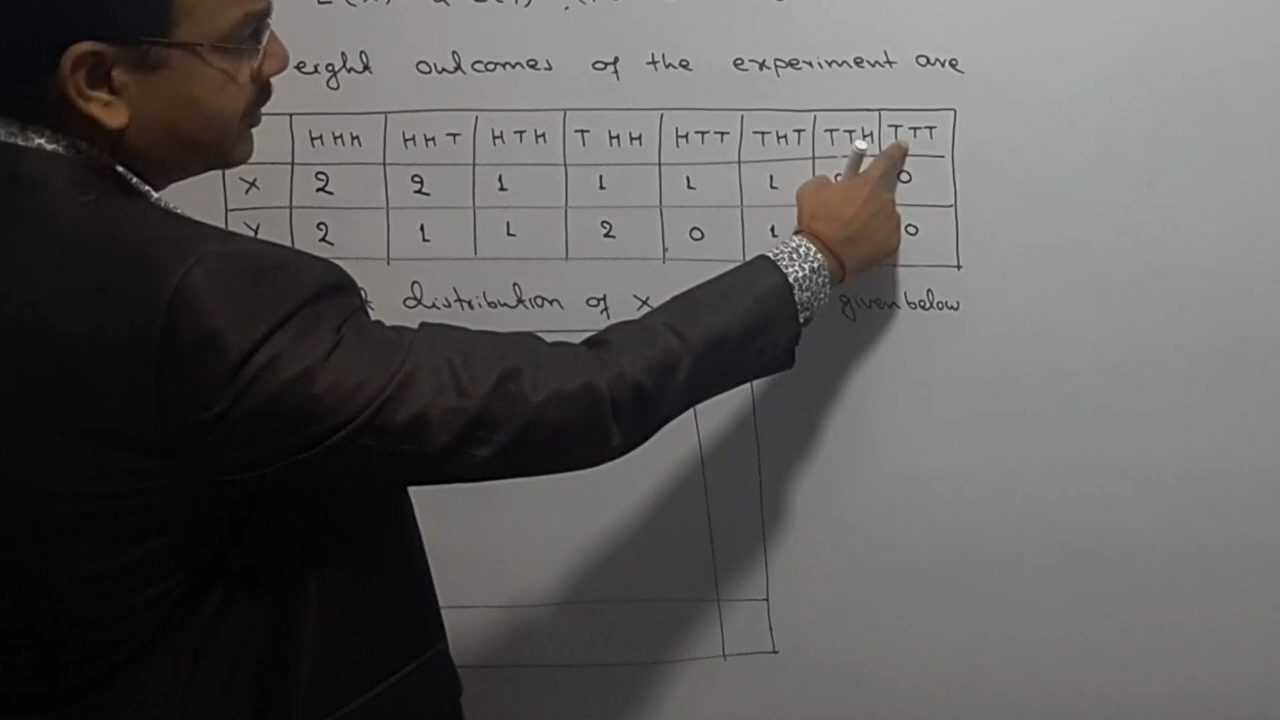 eight outcomes of the experiment are
HHH HHT HTH THH HTT THT TTH TTT
X 2 2 1 1 1 1 0
Y 2 1 1 2 0 1 0
distribution of X given below